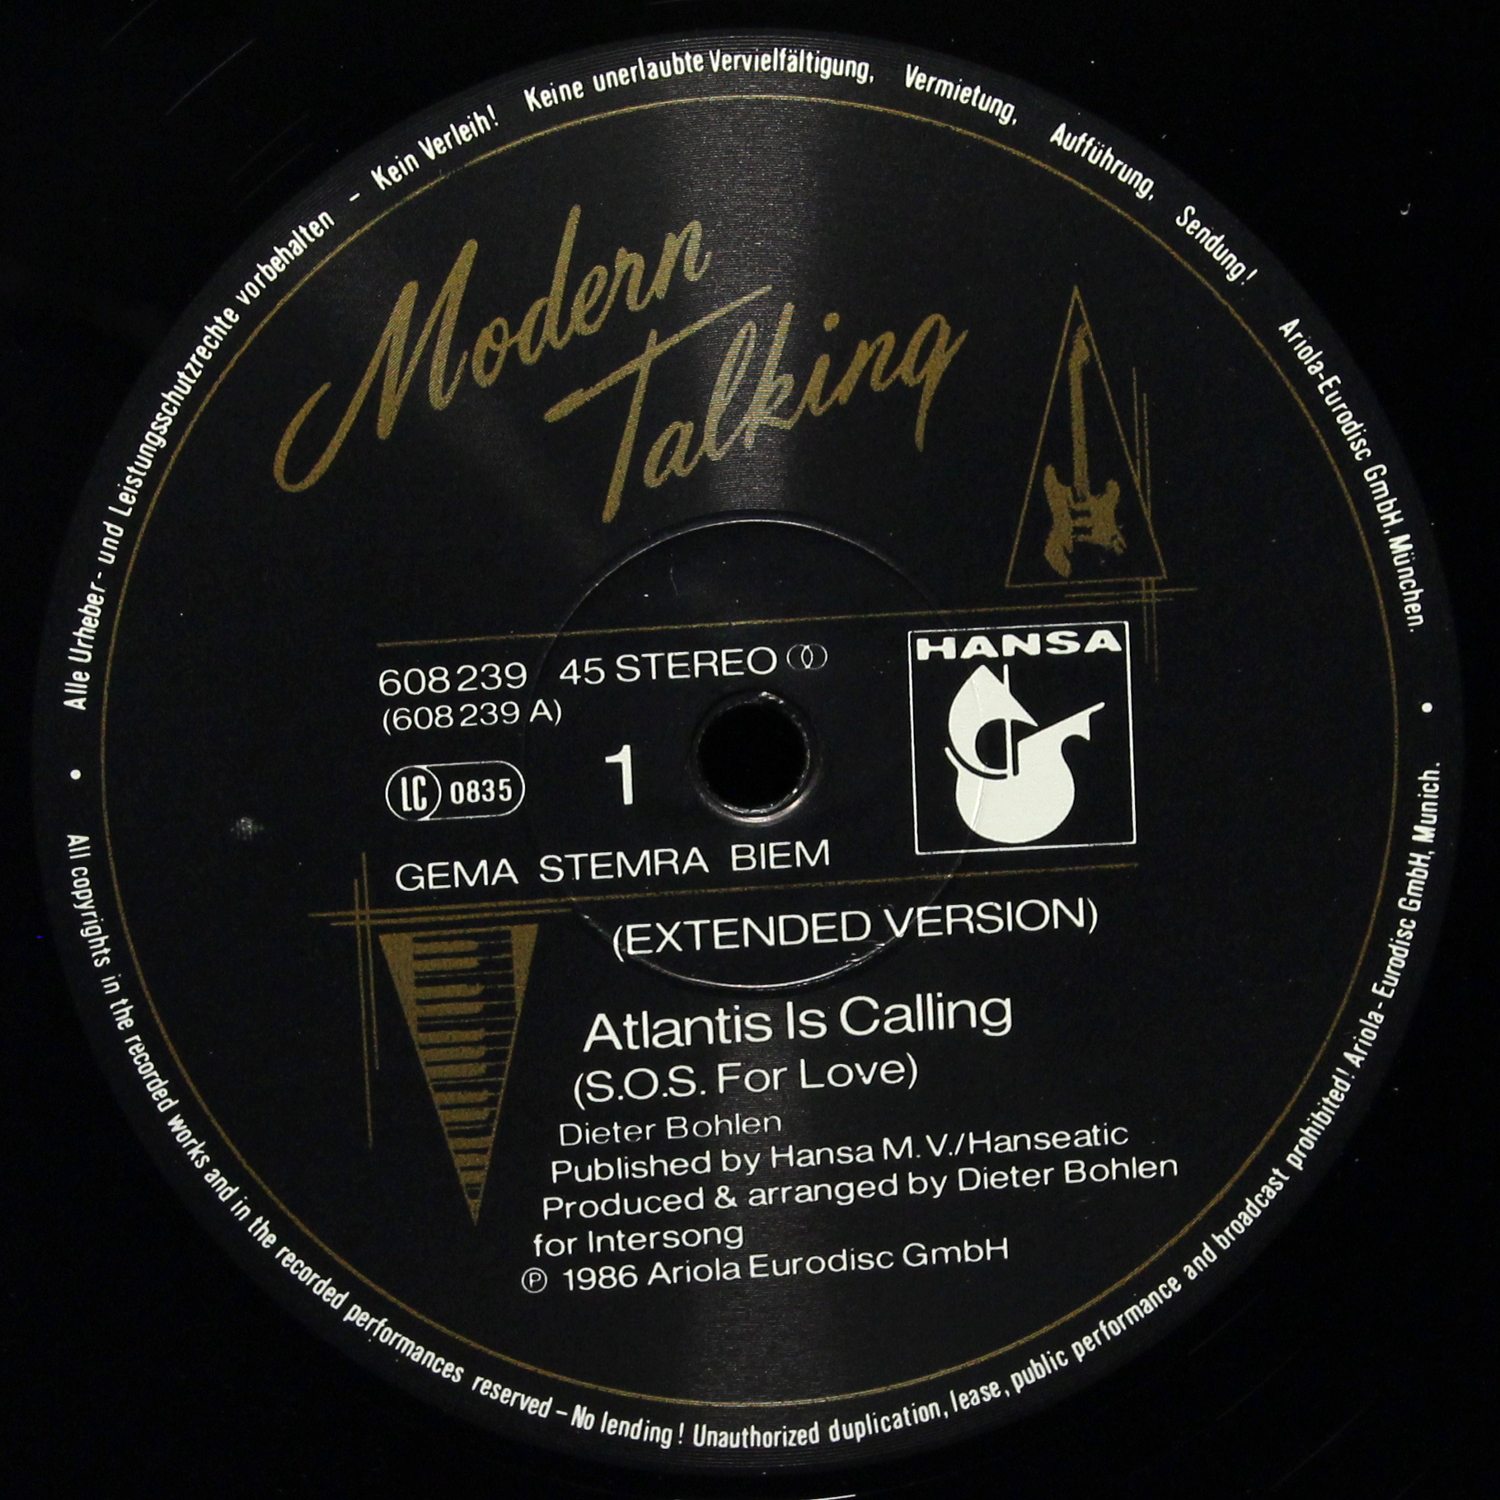 Alle Urheber- und Leistungsschutzrechte vorbehalten - Kein Verleih! Keine unerlaubte Vervielfältigung, Vermietung, Aufführung, Sendung! Ariola-Eurodisc GmbH, München.
Modern
Talking
608 239 45 STEREO
(608 239 A)
HANSA
LC 0835
1
GEMA STEMRA BIEM
(EXTENDED VERSION)
Atlantis Is Calling
(S.O.S. For Love)
Dieter Bohlen
Published by Hansa M.V./Hanseatic
Produced & arranged by Dieter Bohlen
for Intersong
℗ 1986 Ariola Eurodisc GmbH
All copyrights in the recorded works and in the recorded performances reserved – No lending! Unauthorized duplication, lease, public performance and broadcast prohibited! Ariola-Eurodisc GmbH, Munich.